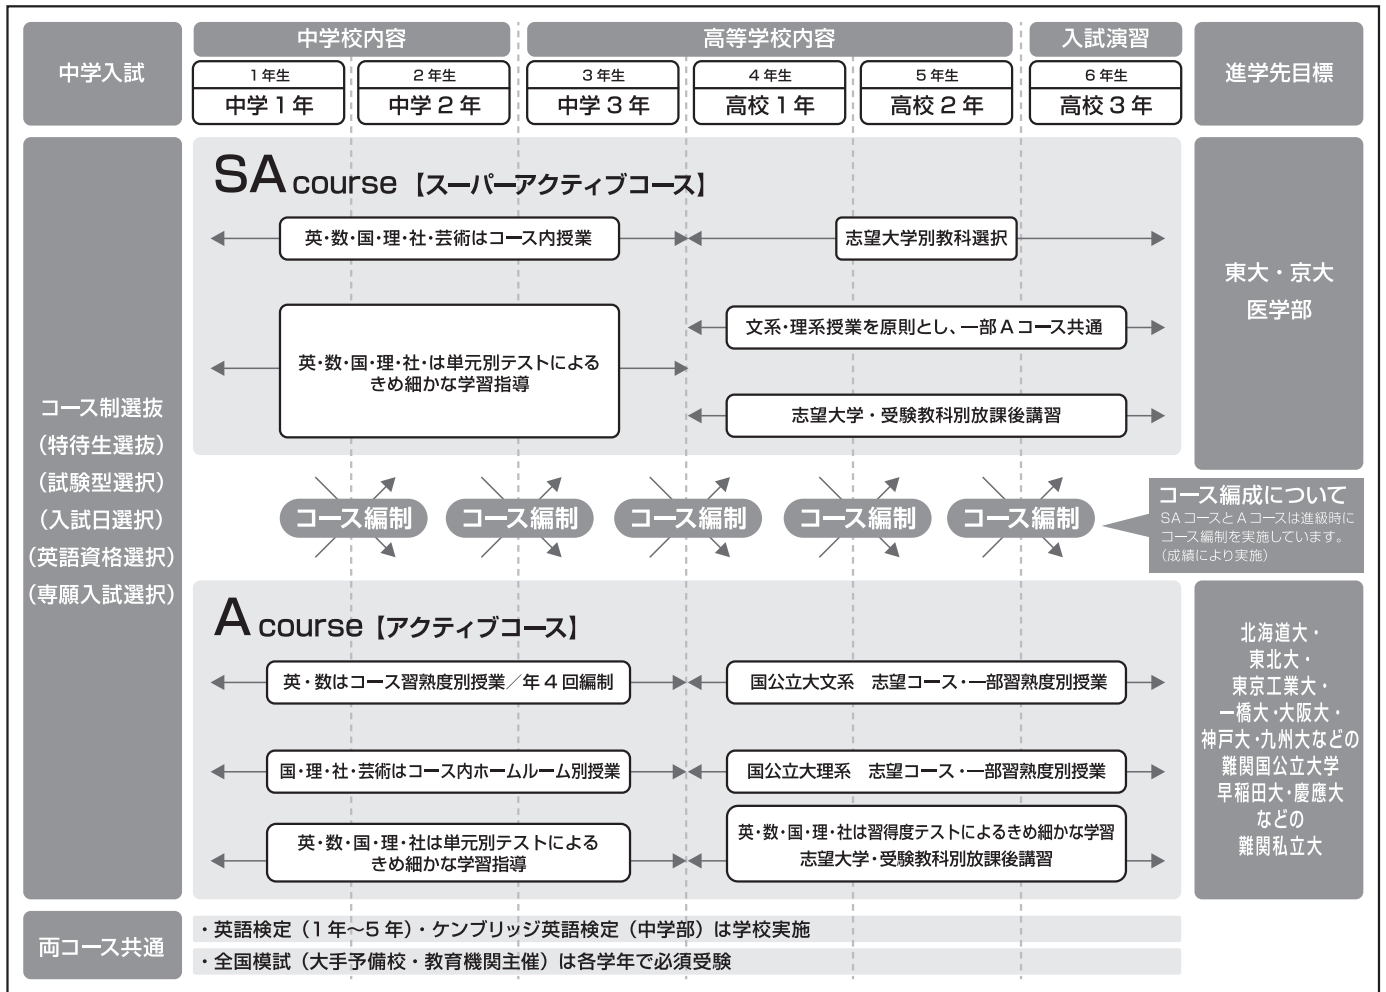 中学入試
中学校内容
高等学校内容
入試演習
進学先目標
1年生
中学1年
2年生
中学2年
3年生
中学3年
4年生
高校1年
5年生
高校2年
6年生
高校3年
コース制選抜
(特待生選抜)
(試験型選択)
(入試日選択)
(英語資格選択)
(専願入試選択)
SA course【スーパーアクティブコース】
英・数・国・理・社・芸術はコース内授業
志望大学別教科選択
英・数・国・理・社・は単元別テストによる
きめ細かな学習指導
文系・理系授業を原則とし、一部Aコース共通
志望大学・受験教科別放課後講習
東大・京大
医学部
コース編制
コース編制
コース編制
コース編制
コース編制
コース編成について
SAコースとAコースは進級時に
コース編制を実施しています。
(成績により実施)
A course【アクティブコース】
英・数はコース習熟度別授業/年4回編制
国公立大文系 志望コース・一部習熟度別授業
国・理・社・芸術はコース内ホームルーム別授業
国公立大理系 志望コース・一部習熟度別授業
英・数・国・理・社は単元別テストによる
きめ細かな学習指導
英・数・国・理・社は習得度テストによるきめ細かな学習
志望大学・受験教科別放課後講習
北海道大・
東北大・
東京工業大・
一橋大・大阪大・
神戸大・九州大などの
難関国公立大学
早稲田大・慶應大
などの
難関私立大
両コース共通
・英語検定(1年〜5年)・ケンブリッジ英語検定(中学部)は学校実施
・全国模試(大手予備校・教育機関主催)は各学年で必須受験